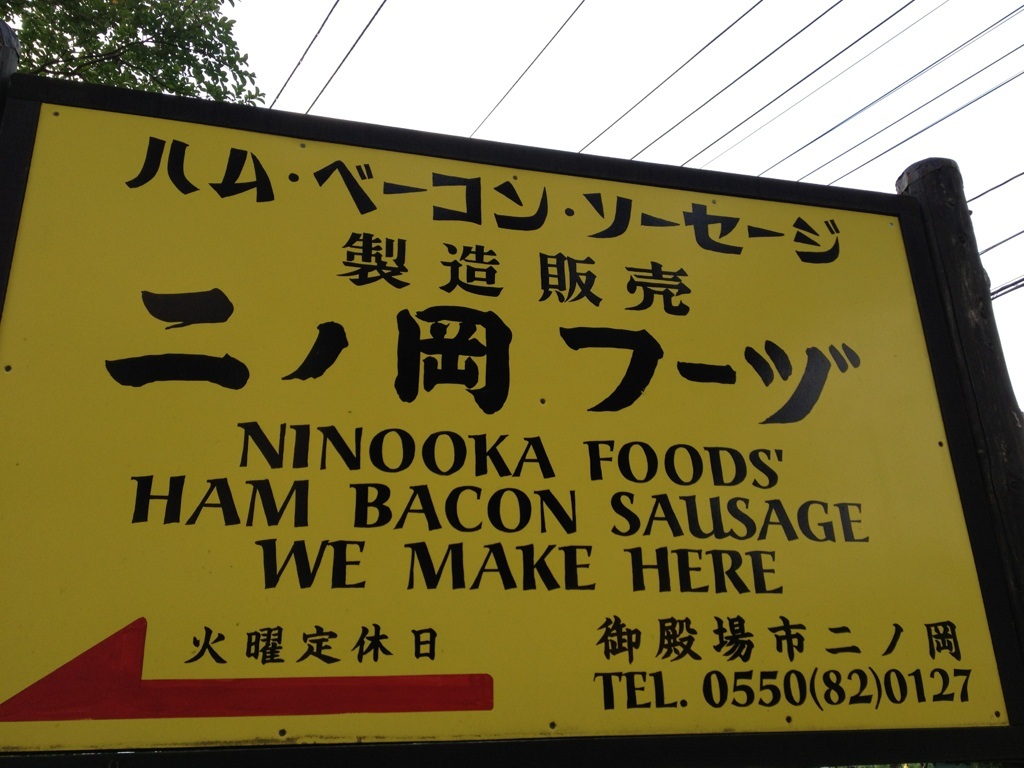 ハム・ベーコン・ソーセージ
製造販売
二ノ岡フーヅ
NINOOKA FOODS'
HAM BACON SAUSAGE
WE MAKE HERE
火曜定休日
御殿場市二ノ岡
TEL. 0550(82)0127